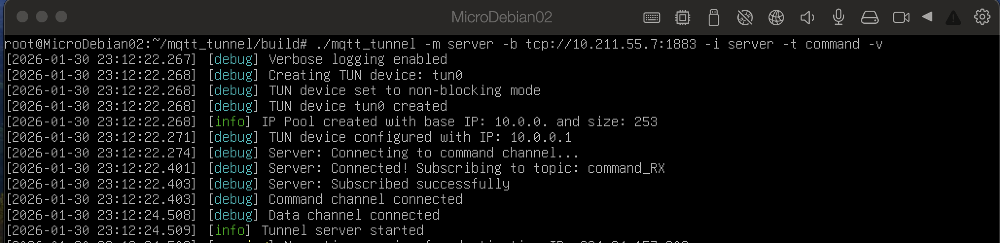 MicroDebian02
root@MicroDebian02:~/mqtt_tunnel/build# ./mqtt_tunnel -m server -b tcp://10.211.55.7:1883 -i server -t command -v
[2026-01-30 23:12:22.267] [debug] Verbose logging enabled
[2026-01-30 23:12:22.268] [debug] Creating TUN device: tun0
[2026-01-30 23:12:22.268] [debug] TUN device set to non-blocking mode
[2026-01-30 23:12:22.268] [debug] TUN device tun0 created
[2026-01-30 23:12:22.268] [info] IP Pool created with base IP: 10.0.0. and size: 253
[2026-01-30 23:12:22.271] [debug] TUN device configured with IP: 10.0.0.1
[2026-01-30 23:12:22.274] [debug] Server: Connecting to command channel...
[2026-01-30 23:12:22.401] [debug] Server: Connected! Subscribing to topic: command_RX
[2026-01-30 23:12:22.403] [debug] Server: Subscribed successfully
[2026-01-30 23:12:22.403] [debug] Command channel connected
[2026-01-30 23:12:24.508] [debug] Data channel connected
[2026-01-30 23:12:24.509] [info] Tunnel server started